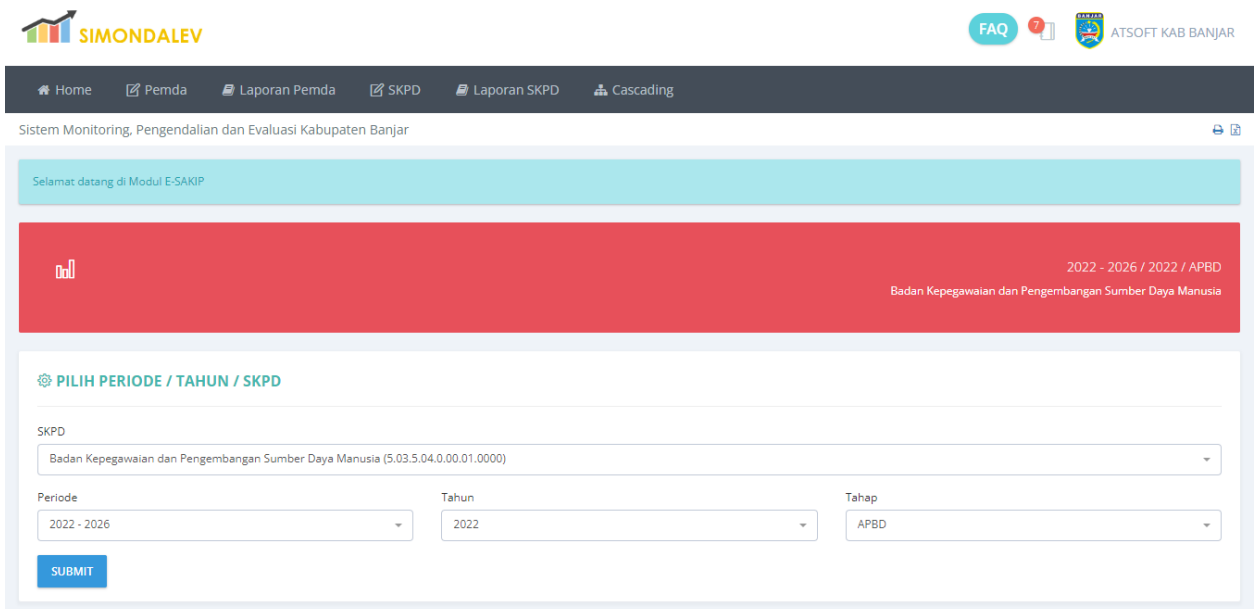 SIMONDALEV
FAQ
7
BANJAR
ATSOFT KAB BANJAR
Home
Pemda
Laporan Pemda
SKPD
Laporan SKPD
Cascading
Sistem Monitoring, Pengendalian dan Evaluasi Kabupaten Banjar
Selamat datang di Modul E-SAKIP
2022 - 2026 / 2022 / APBD
Badan Kepegawaian dan Pengembangan Sumber Daya Manusia
PILIH PERIODE / TAHUN / SKPD
SKPD
Badan Kepegawaian dan Pengembangan Sumber Daya Manusia (5.03.5.04.0.00.01.0000)
Periode
Tahun
Tahap
2022 - 2026
2022
APBD
SUBMIT